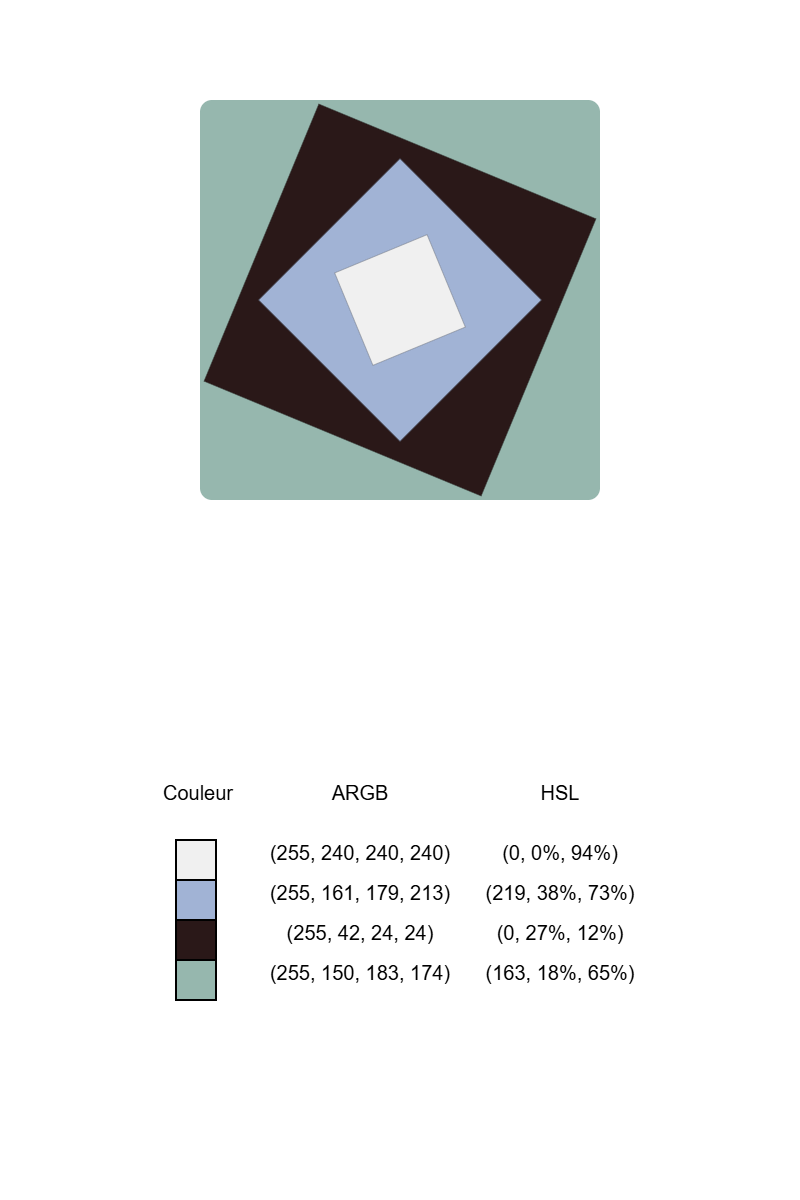 Couleur ARGB HSL
(255, 240, 240, 240) (0, 0%, 94%)
(255, 161, 179, 213) (219, 38%, 73%)
(255, 42, 24, 24) (0, 27%, 12%)
(255, 150, 183, 174) (163, 18%, 65%)